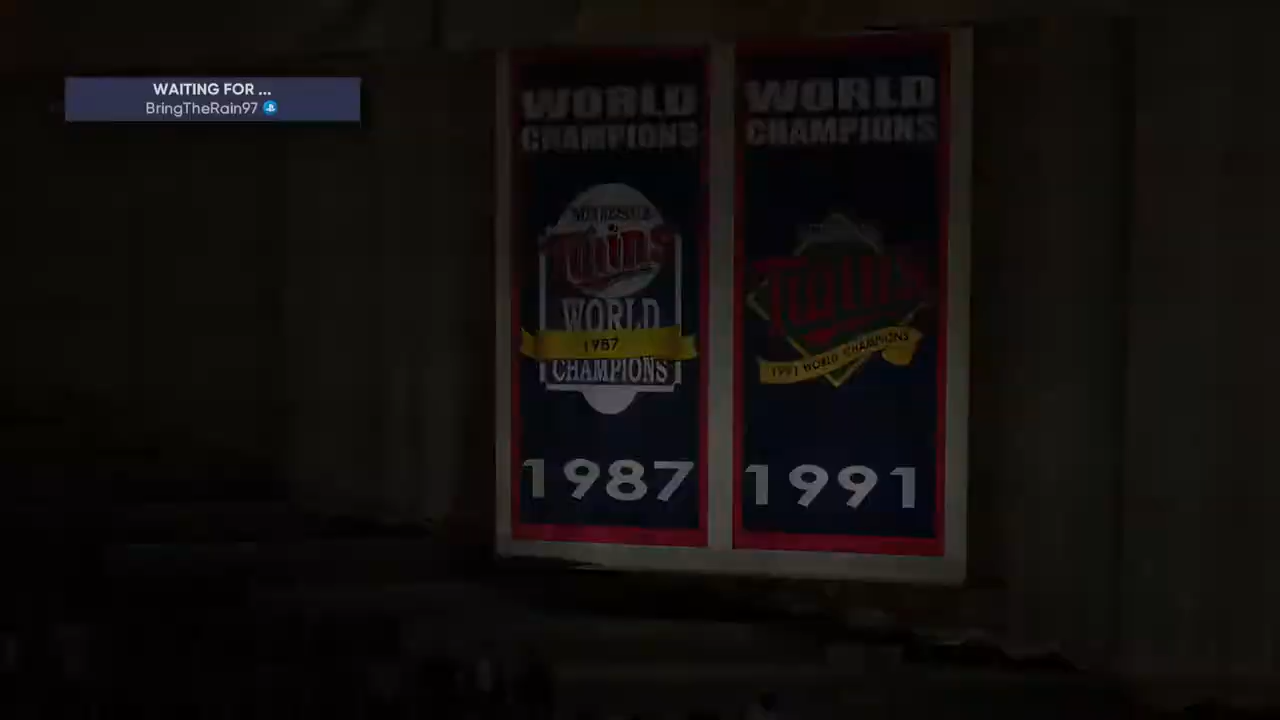 WAITING FOR ...
BringTheRain97
WORLD
CHAMPIONS
Twins
WORLD
1987
CHAMPIONS
1987
WORLD
CHAMPIONS
Twins
1991 WORLD CHAMPIONS
1991